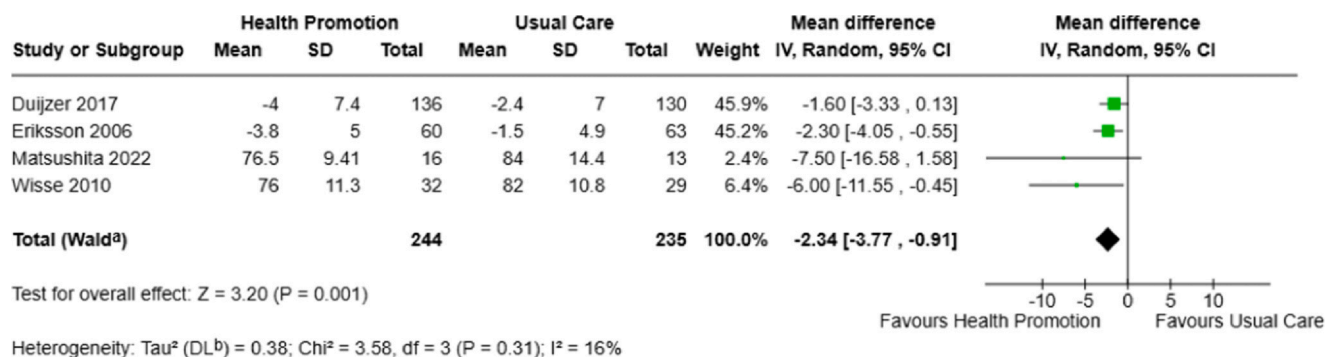 Health Promotion Usual Care Mean difference Mean difference
Study or Subgroup Mean SD Total Mean SD Total Weight IV, Random, 95% CI IV, Random, 95% CI
Duijzer 2017 -4 7.4 136 -2.4 7 130 45.9% -1.60 [-3.33 , 0.13]
Eriksson 2006 -3.8 5 60 -1.5 4.9 63 45.2% -2.30 [-4.05 , -0.55]
Matsushita 2022 76.5 9.41 16 84 14.4 13 2.4% -7.50 [-16.58 , 1.58]
Wisse 2010 76 11.3 32 82 10.8 29 6.4% -6.00 [-11.55 , -0.45]
Total (Waldᵃ) 244 235 100.0% -2.34 [-3.77 , -0.91]
Test for overall effect: Z = 3.20 (P = 0.001)
-10 -5 0 5 10
Favours Health Promotion Favours Usual Care
Heterogeneity: Tau² (DLᵇ) = 0.38; Chi² = 3.58, df = 3 (P = 0.31); I² = 16%